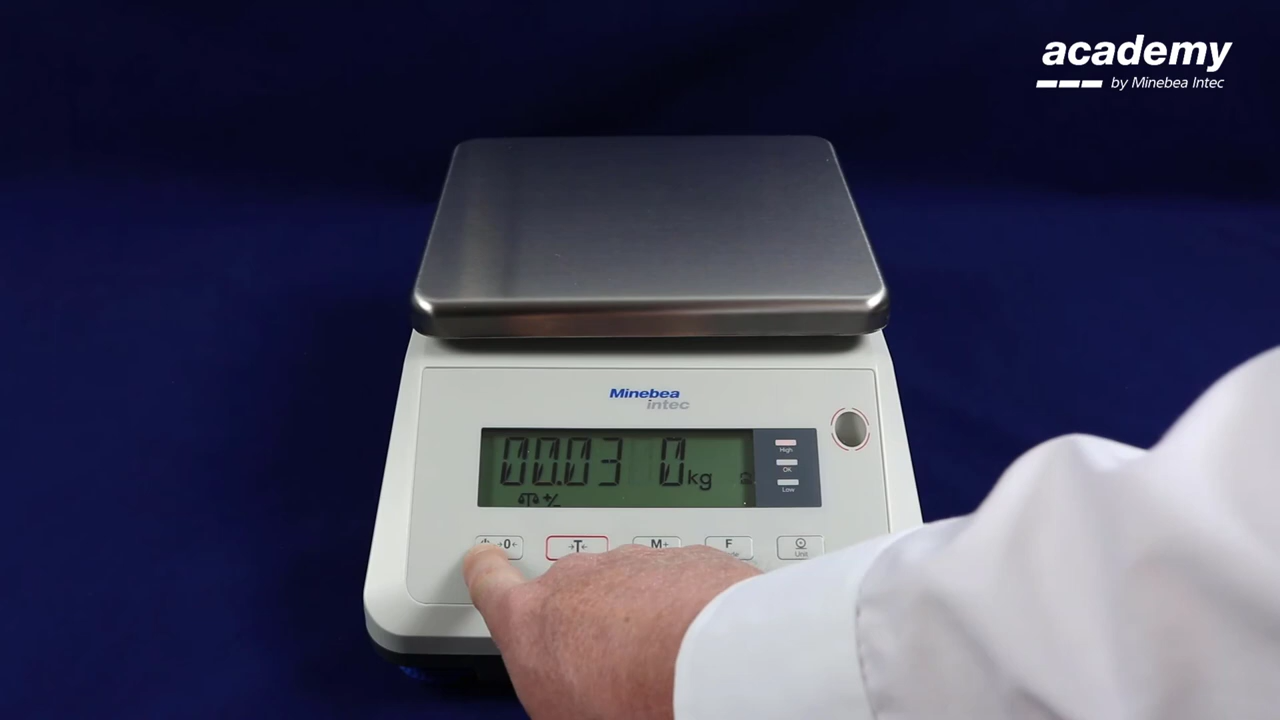 academy
by Minebea Intec
Minebea
intec
00.03 0kg
+/-
High
OK
Low
→0←
→T←
M+
F
Unit